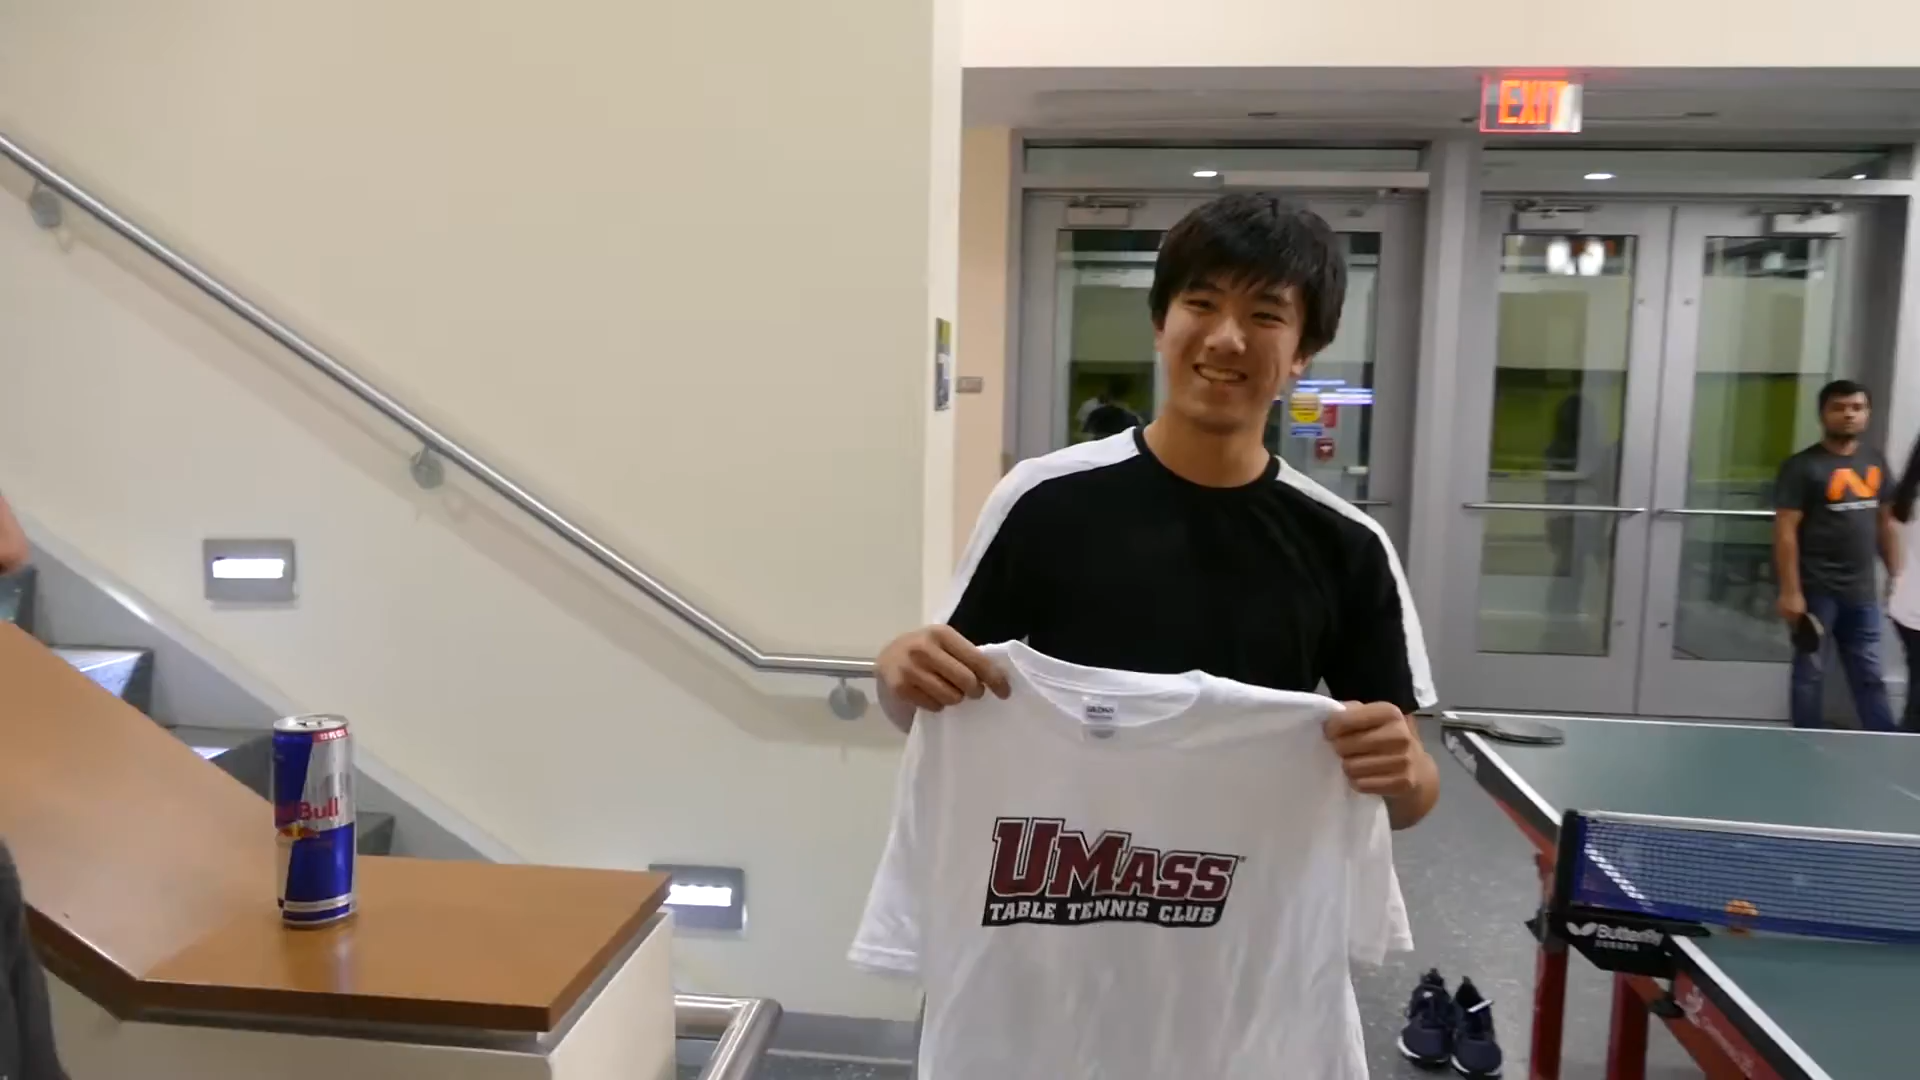 EXIT
Bull
UMASS
TABLE TENNIS CLUB
Butterfly